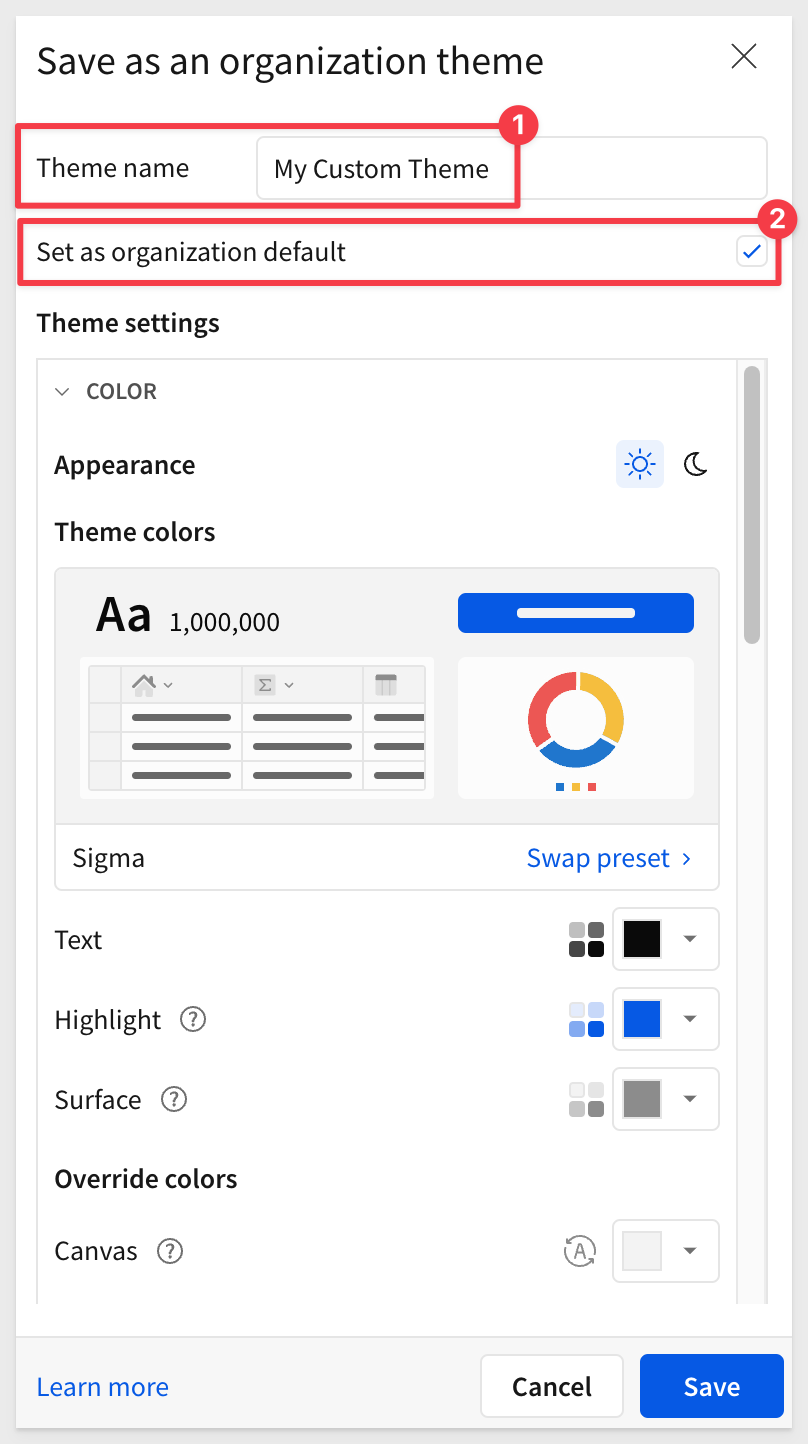 Save as an organization theme
1
Theme name My Custom Theme
2
Set as organization default
Theme settings
COLOR
Appearance
Theme colors
Aa 1,000,000
Σ
Sigma Swap preset
Text
Highlight ?
Surface ?
Override colors
Canvas ? A
Learn more Cancel Save